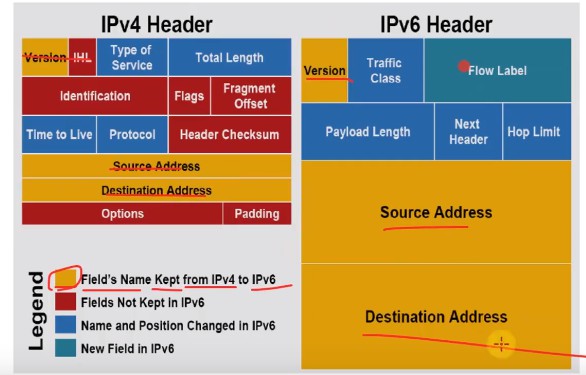 IPv4 Header
Version IHL Type of Service Total Length
Identification Flags Fragment Offset
Time to Live Protocol Header Checksum
Source Address
Destination Address
Options Padding
Legend
Field's Name Kept from IPv4 to IPv6
Fields Not Kept in IPv6
Name and Position Changed in IPv6
New Field in IPv6
IPv6 Header
Version Traffic Class Flow Label
Payload Length Next Header Hop Limit
Source Address
Destination Address